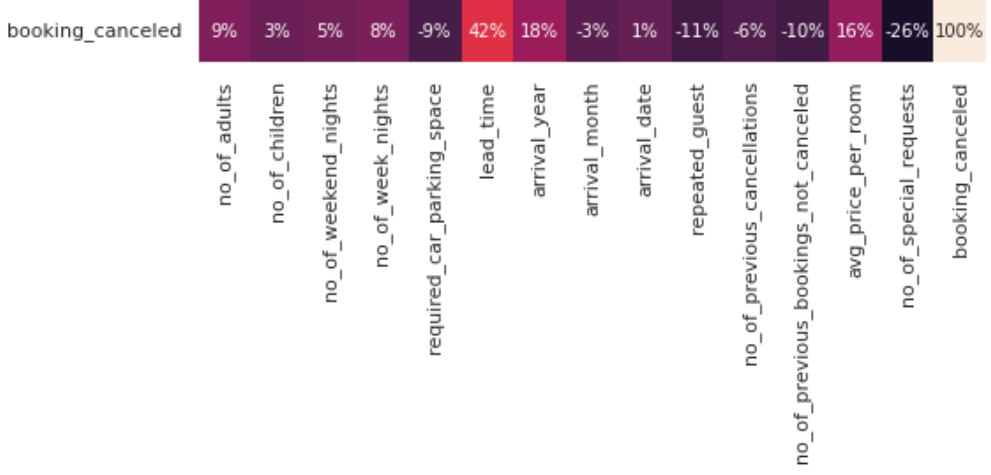 booking_canceled 9% 3% 5% 8% -9% 42% 18% -3% 1% -11% -6% -10% 16% -26% 100%
no_of_adults
no_of_children
no_of_weekend_nights
no_of_week_nights
required_car_parking_space
lead_time
arrival_year
arrival_month
arrival_date
repeated_guest
no_of_previous_cancellations
no_of_previous_bookings_not_canceled
avg_price_per_room
no_of_special_requests
booking_canceled